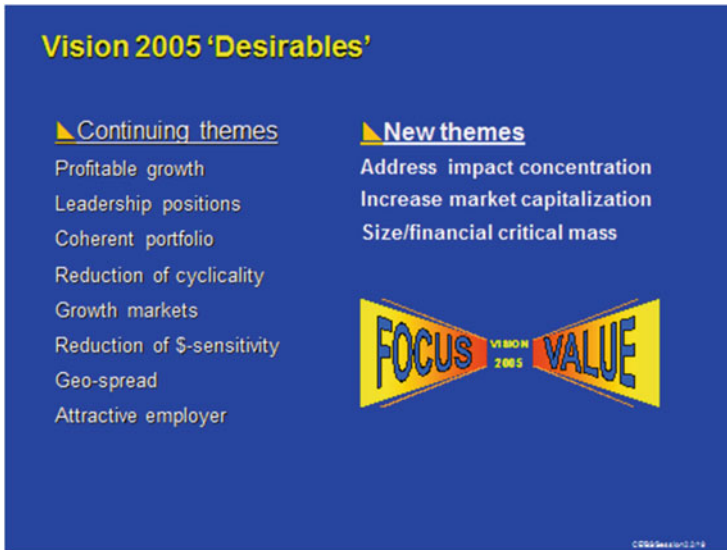 Vision 2005 ‘Desirables’
Continuing themes
Profitable growth
Leadership positions
Coherent portfolio
Reduction of cyclicality
Growth markets
Reduction of $-sensitivity
Geo-spread
Attractive employer
New themes
Address impact concentration
Increase market capitalization
Size/financial critical mass
FOCUS VISION 2005 VALUE